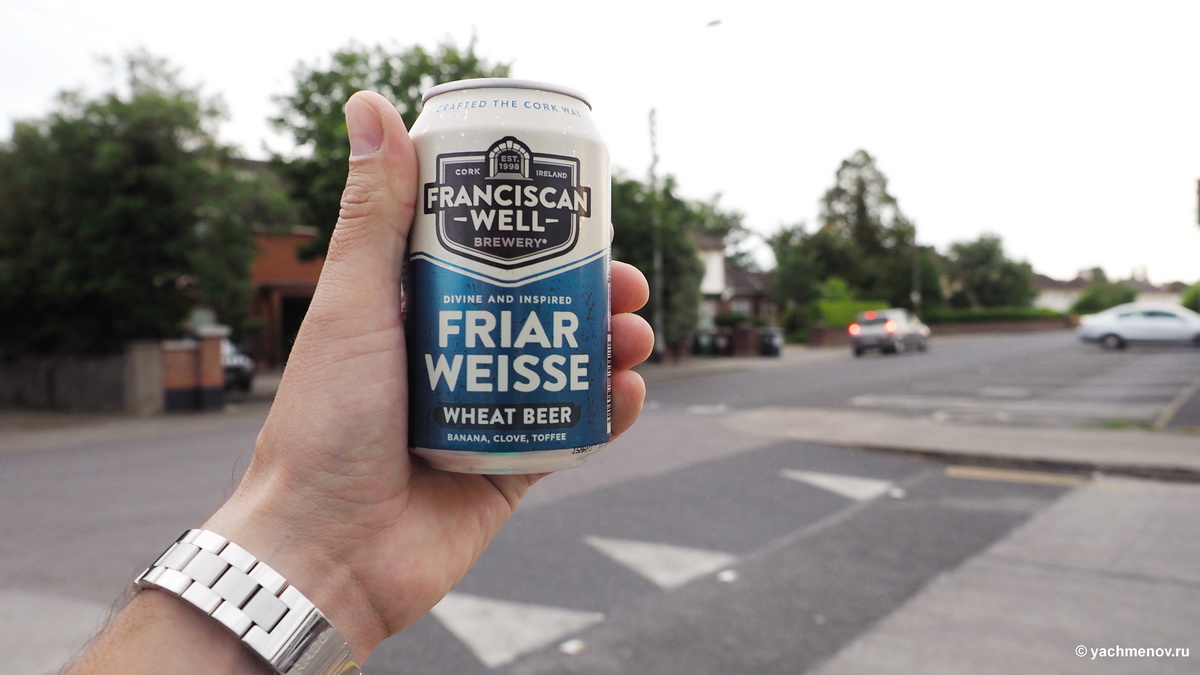 CRAFTED THE CORK WAY
EST.
1998
CORK IRELAND
FRANCISCAN
WELL
BREWERY®
DIVINE AND INSPIRED
FRIAR
WEISSE
WHEAT BEER
BANANA, CLOVE, TOFFEE
© yachmenov.ru